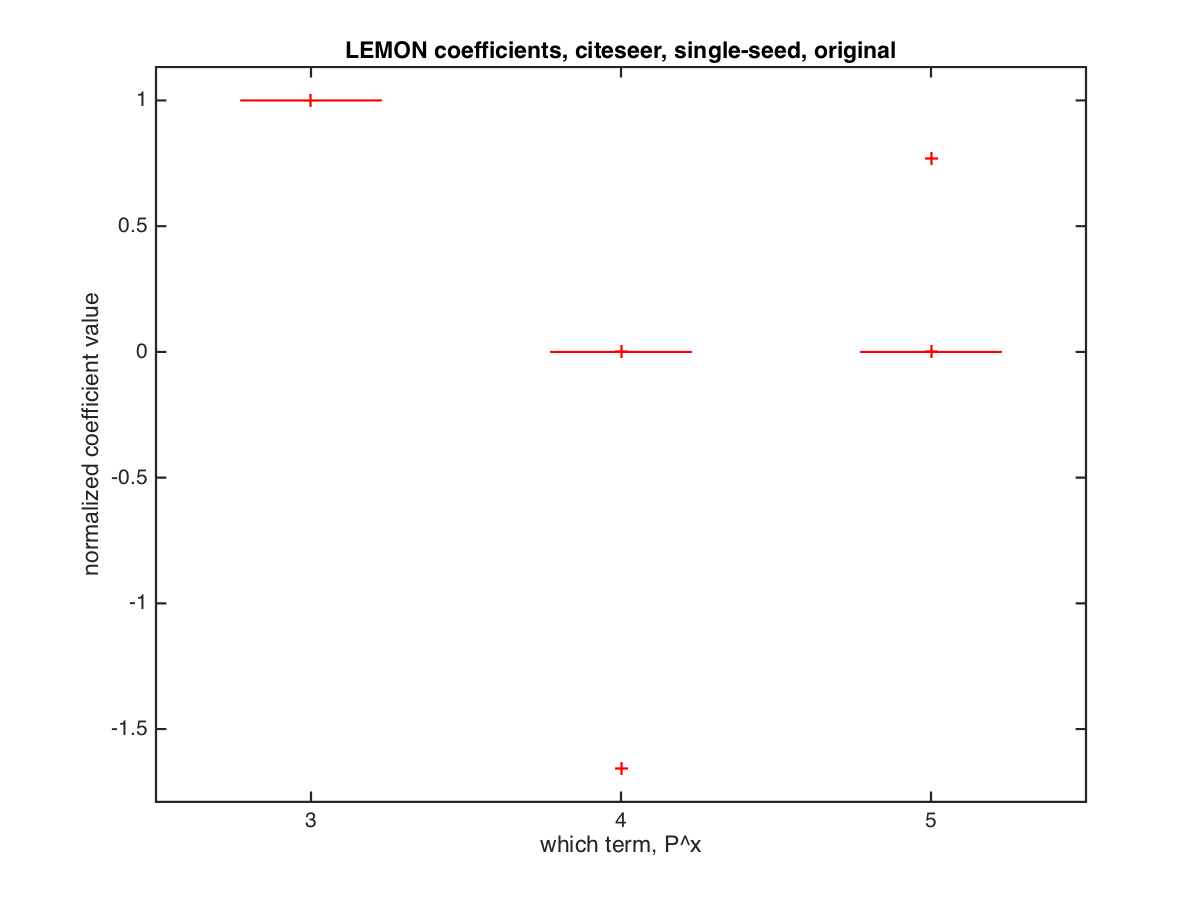 LEMON coefficients, citeseer, single-seed, original
1
0.5
0
-0.5
-1
-1.5
normalized coefficient value
3 4 5
which term, P^x